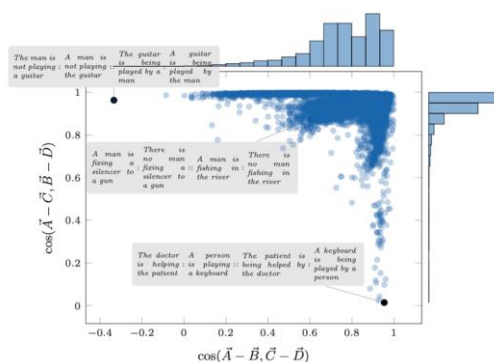 The man is
not playing :
a guitar
A man is
not playing ::
the guitar
The guitar
is being
played by a :
man
A guitar
is being
played by
the man
A man is
fixing a
silencer to :
a gun
There is
no man
fixing a ::
silencer to
a gun
A man is
fishing in :
the river
There is
no man
fishing in
the river
The doctor
is helping :
the patient
A person
is playing ::
a keyboard
The patient is
being helped by :
the doctor
A keyboard
is being
played by a
person
1
0.8
0.6
0.4
0.2
0
−0.4 −0.2 0 0.2 0.4 0.6 0.8 1
cos(A⃗ − C⃗, B⃗ − D⃗)
cos(A⃗ − B⃗, C⃗ − D⃗)